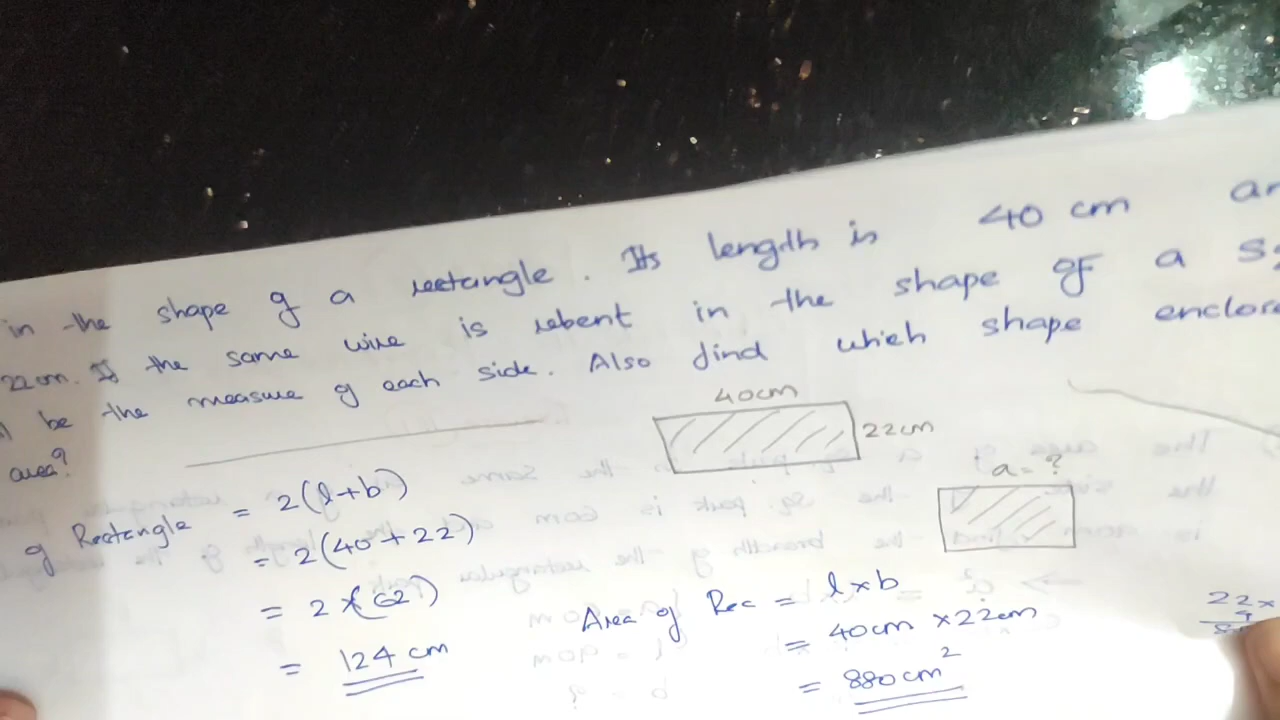 in the shape of a rectangle. Its length is 40 cm
22cm. If the same wire is rebent in the shape of a
be the measure of each side. Also find which shape
area?
40cm
22cm
a = ?
of Rectangle = 2(l+b)
= 2(40+22)
= 2 × (62)
= 124 cm
Area of Rec = l × b
= 40cm × 22cm
= 880 cm²
22 ×
4